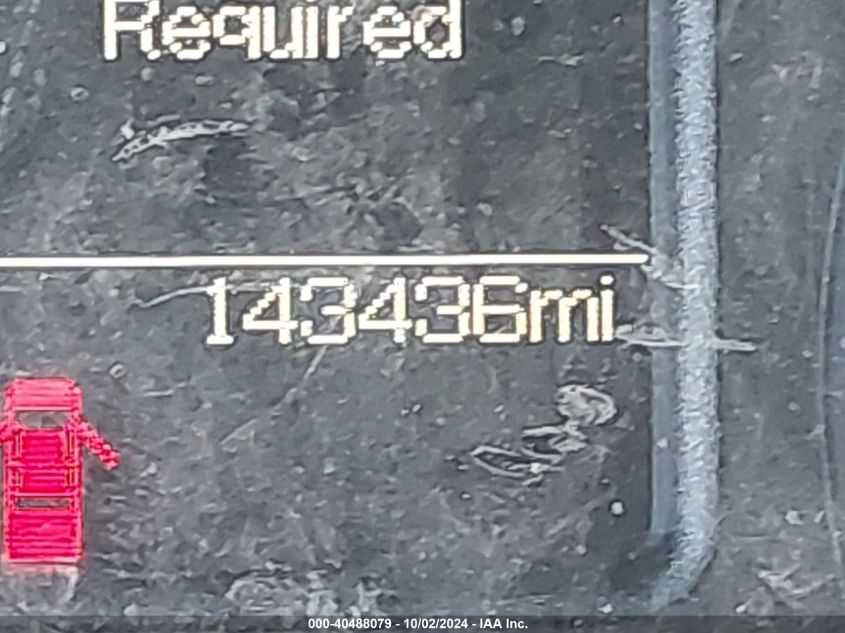 Required
143436mi
000-40488079 - 10/02/2024 - IAA Inc.